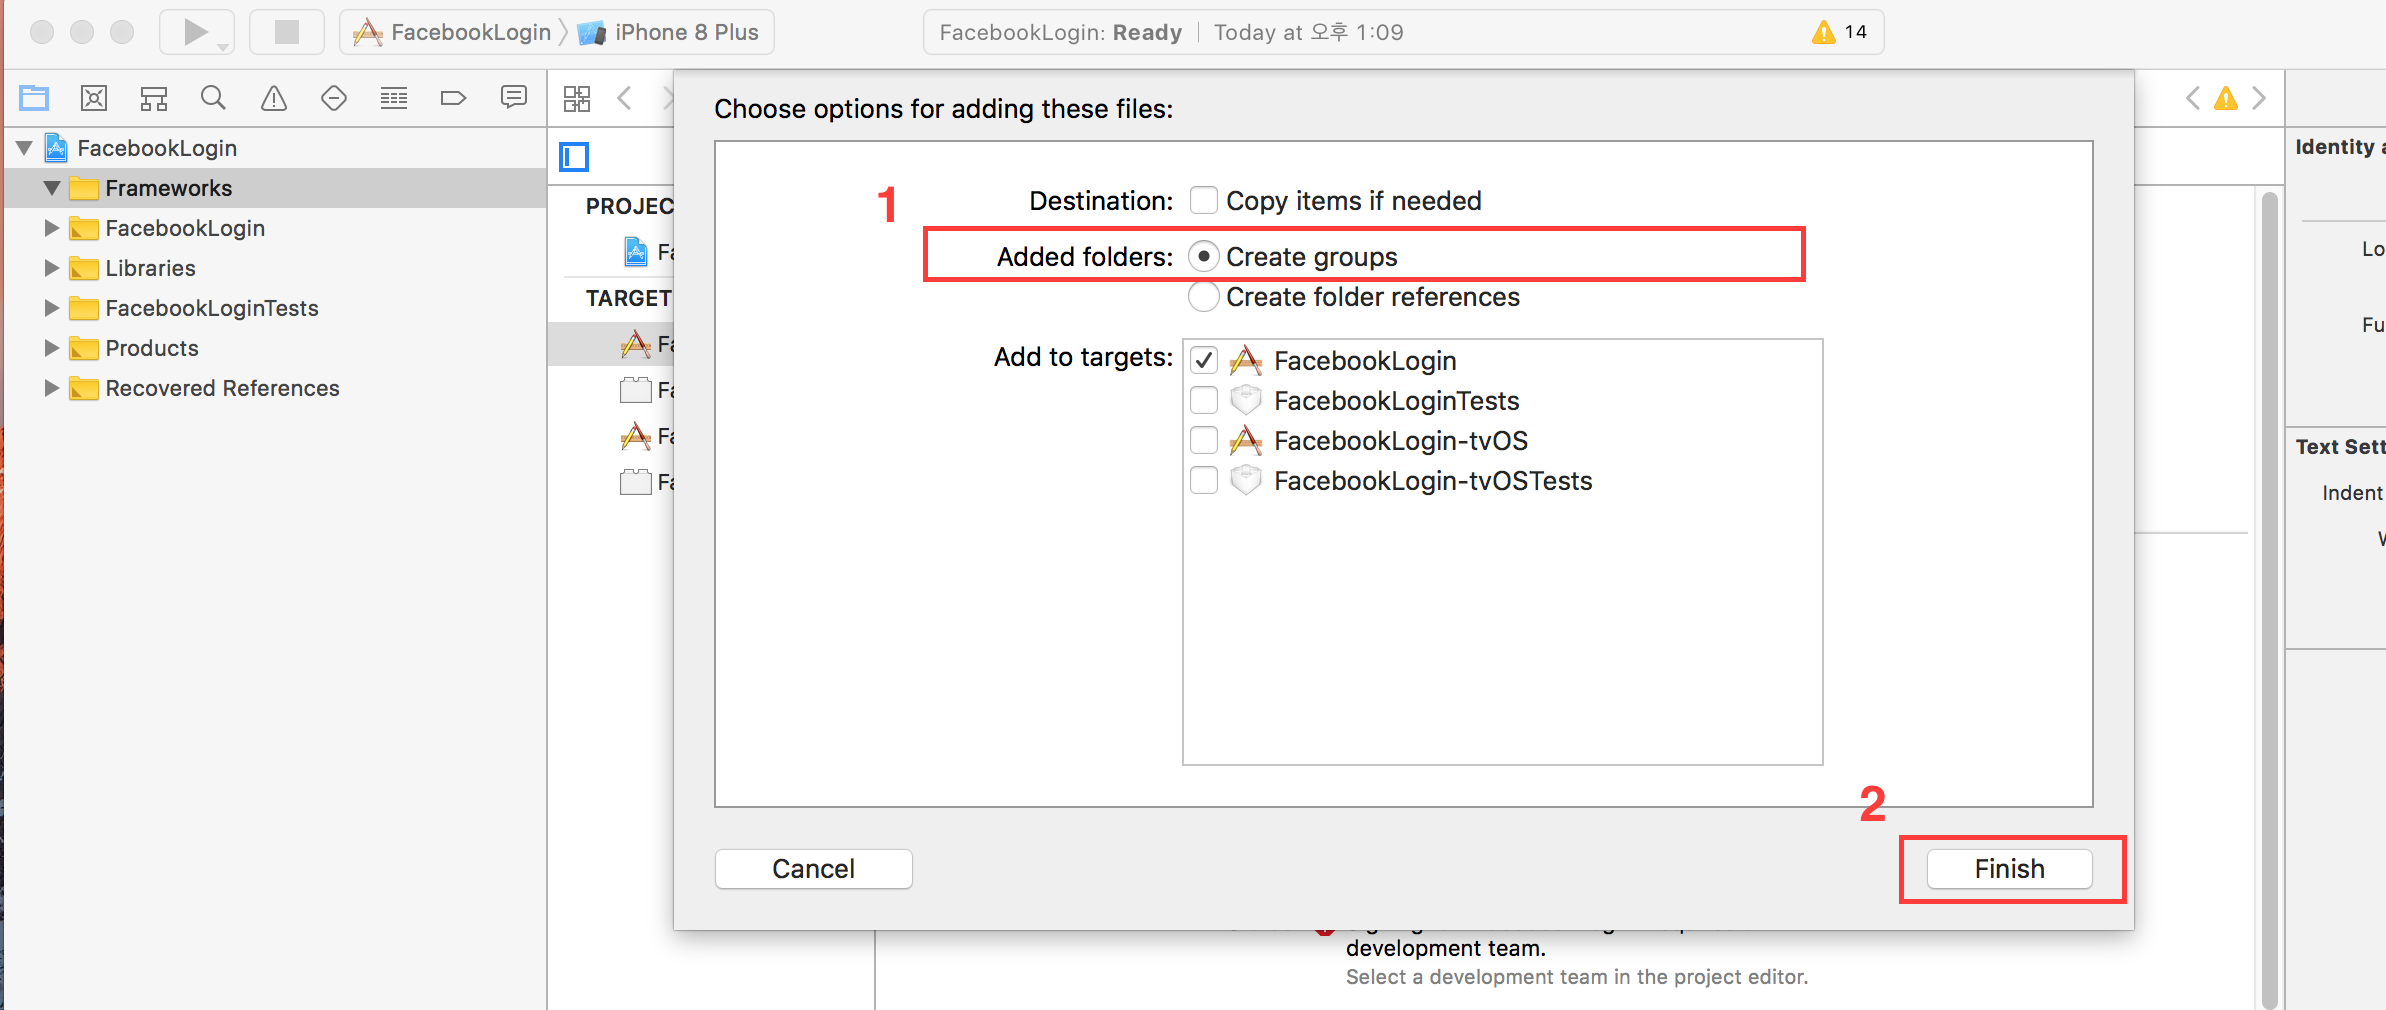 FacebookLogin iPhone 8 Plus
FacebookLogin: Ready Today at 오후 1:09
14
FacebookLogin
Frameworks
FacebookLogin
Libraries
FacebookLoginTests
Products
Recovered References
PROJEC
Fa
TARGET
Fa
Fa
Fa
Fa
Choose options for adding these files:
1
Destination: Copy items if needed
Added folders: Create groups
Create folder references
Add to targets: FacebookLogin
FacebookLoginTests
FacebookLogin-tvOS
FacebookLogin-tvOSTests
2
Cancel
Finish
development team.
Select a development team in the project editor.
Identity a
Lo
Fu
Text Sett
Indent
W